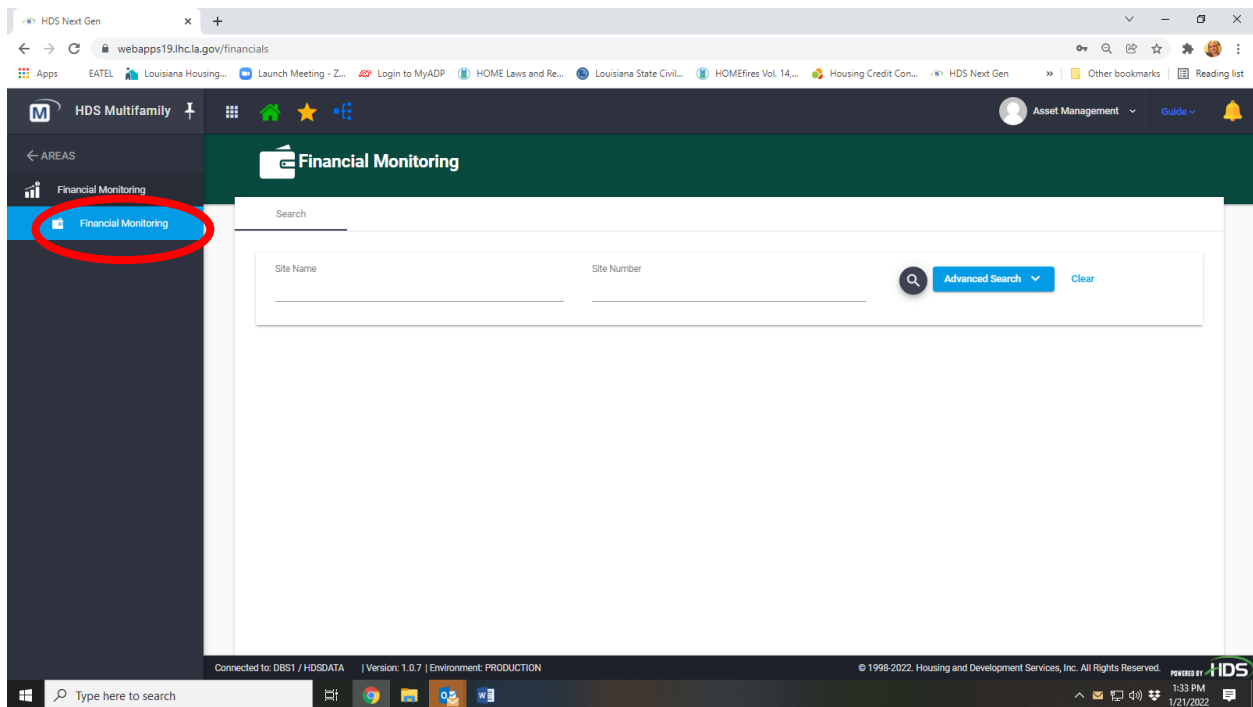 HDS Next Gen
webapps19.lhc.la.gov/financials
Apps EATEL Louisiana Housing... Launch Meeting - Z... Login to MyADP HOME Laws and Re... Louisiana State Civil... HOMEfires Vol. 14,... Housing Credit Con... HDS Next Gen » Other bookmarks Reading list
M HDS Multifamily Asset Management Guide
AREAS
Financial Monitoring
Financial Monitoring
Financial Monitoring
Search
Site Name Site Number
Advanced Search Clear
Connected to: DBS1 / HDSDATA | Version: 1.0.7 | Environment: PRODUCTION © 1998-2022. Housing and Development Services, Inc. All Rights Reserved. POWERED BY HDS
Type here to search
1:33 PM
1/21/2022